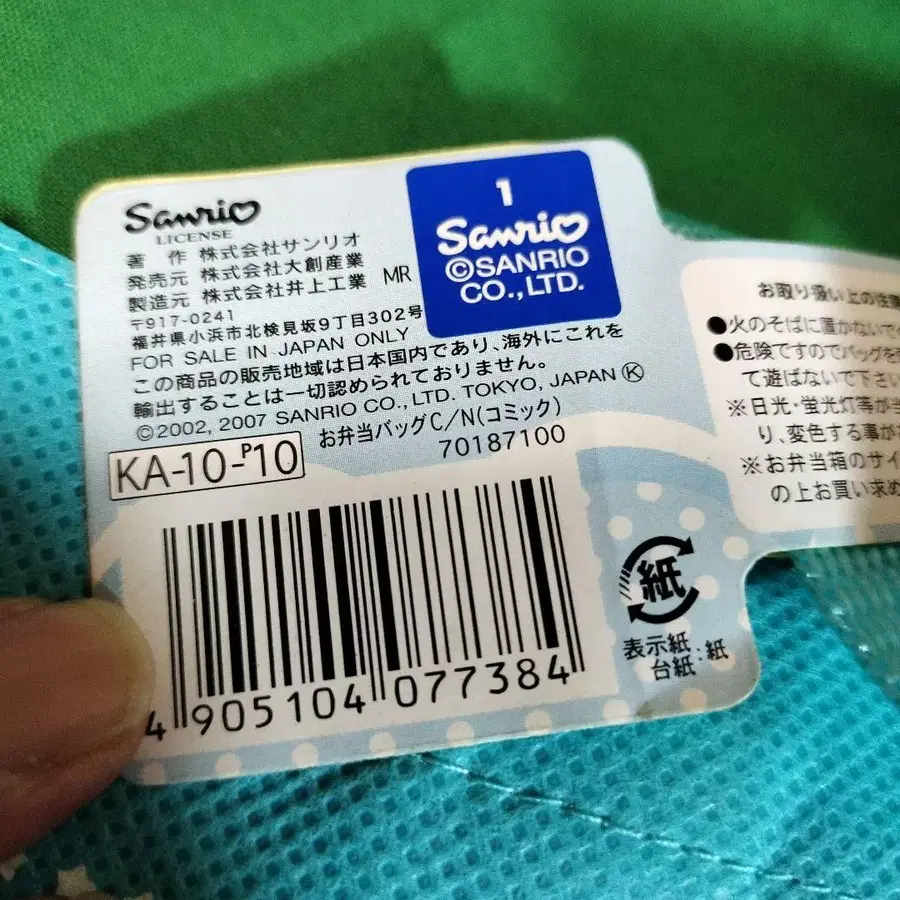 Sanrio
LICENSE
著 作 株式会社サンリオ
発売元 株式会社大創産業
製造元 株式会社井上工業 MR
〒917-0241
福井県小浜市北検見坂9丁目302号
FOR SALE IN JAPAN ONLY
この商品の販売地域は日本国内であり、海外にこれを
輸出することは一切認められておりません。
©2002, 2007 SANRIO CO., LTD. TOKYO, JAPAN Ⓚ
お弁当バッグC/N(コミック)
70187100
KA-10-P10
1
Sanrio
©SANRIO
CO.,LTD.
4 905104 077384
紙
表示紙
台紙:紙
お取り扱い上の注
●火のそばに置かないで
●危険ですのでバッグを
て遊ばないで下さい
※日光・蛍光灯等が
り、変色する事が
※お弁当箱のサイ
の上お買い求め